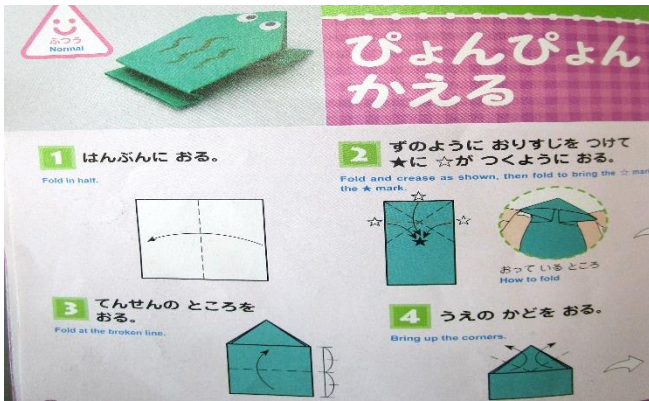 ふつう
Normal
ぴょんぴょん
かえる
1 はんぶんに おる。
Fold in half.
2 ずのように おりすじを つけて
★に ☆が つくように おる。
Fold and crease as shown, then fold to bring the ☆ mark
the ★ mark.
おって いる ところ
How to fold
3 てんせんの ところを
おる。
Fold at the broken line.
4 うえの かどを おる。
Bring up the corners.